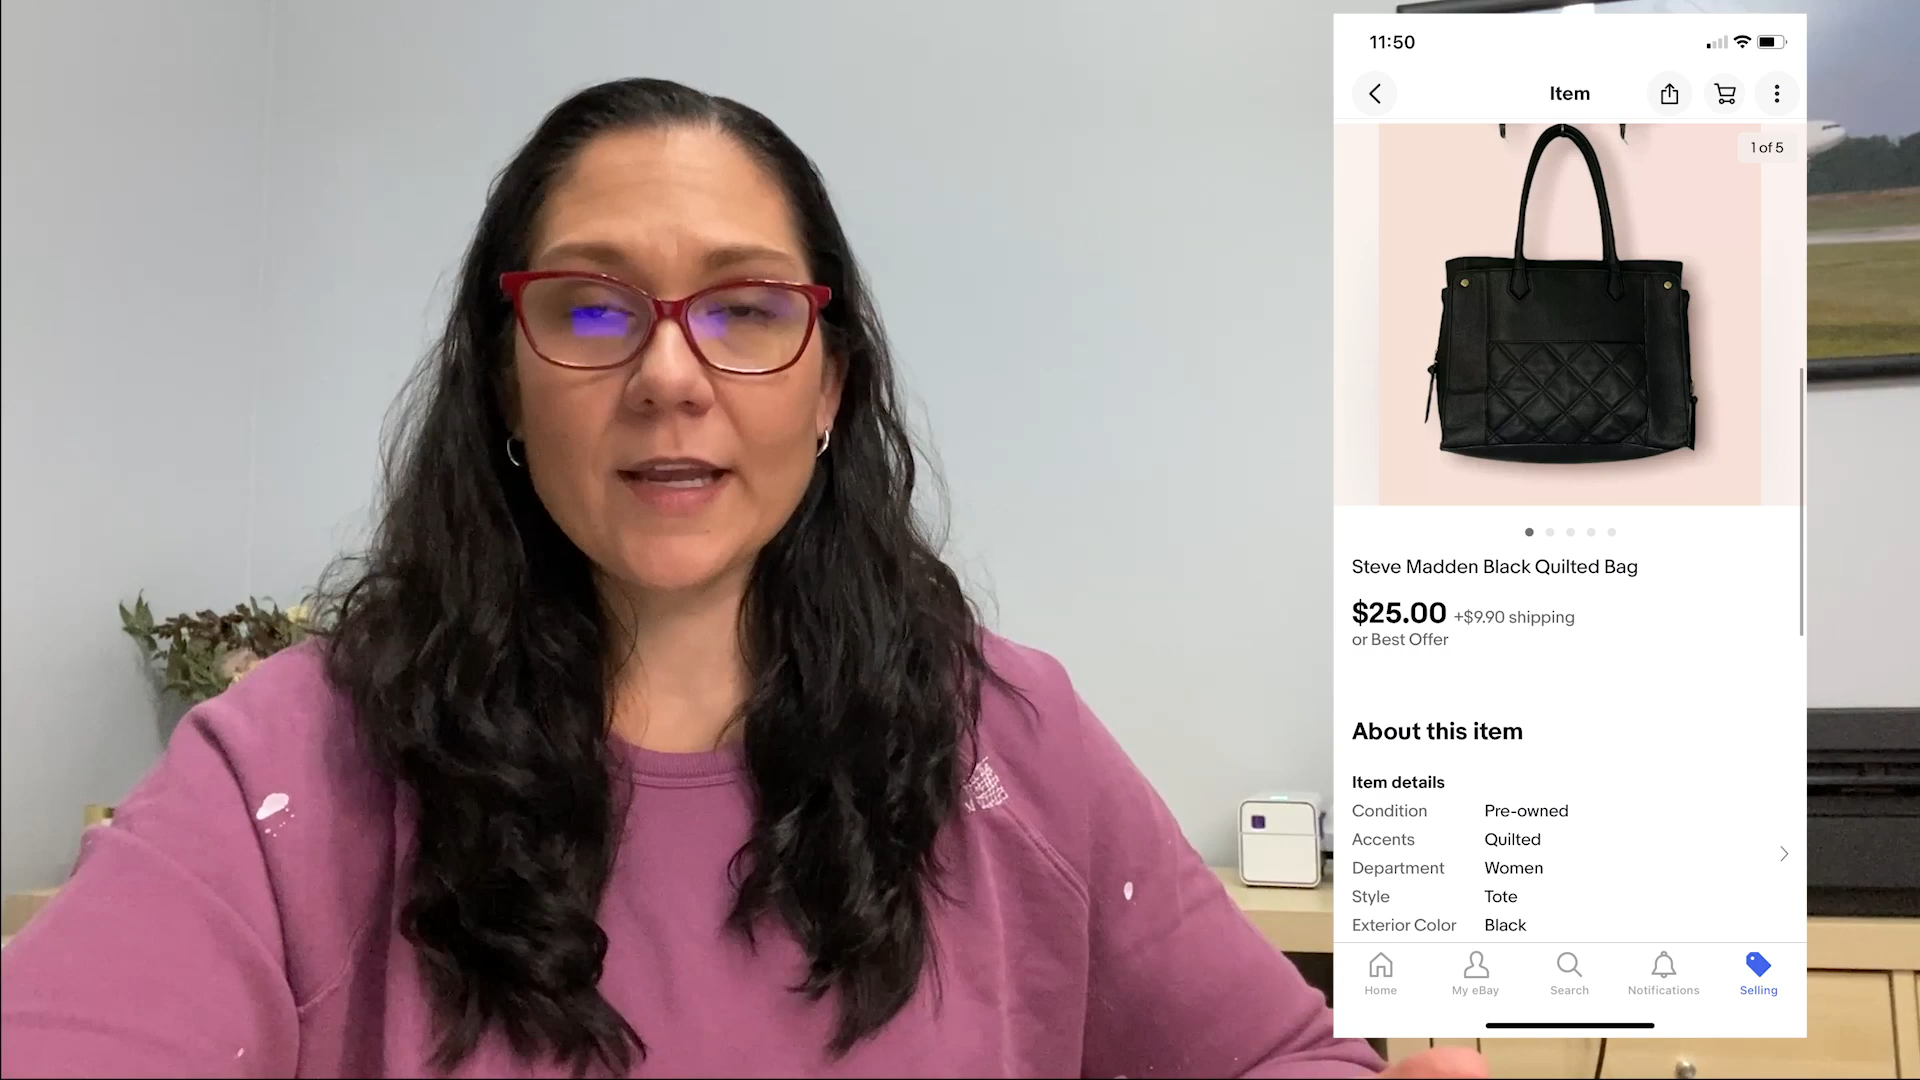 11:50
Item
1 of 5
Steve Madden Black Quilted Bag
$25.00 +$9.90 shipping
or Best Offer
About this item
Item details
Condition Pre-owned
Accents Quilted
Department Women
Style Tote
Exterior Color Black
Home My eBay Search Notifications Selling